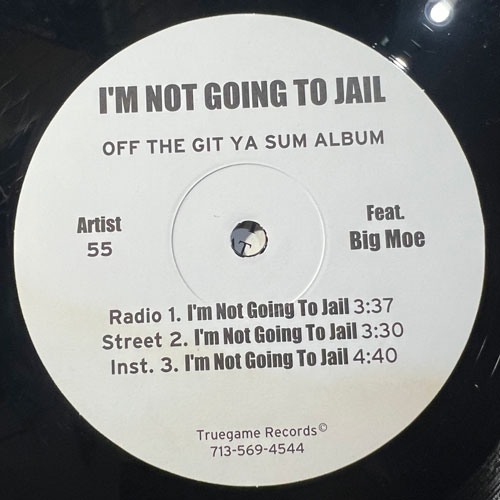 I'M NOT GOING TO JAIL
OFF THE GIT YA SUM ALBUM
Artist
55
Feat.
Big Moe
Radio 1. I'm Not Going To Jail 3:37
Street 2. I'm Not Going To Jail 3:30
Inst. 3. I'm Not Going To Jail 4:40
Truegame Records©
713-569-4544